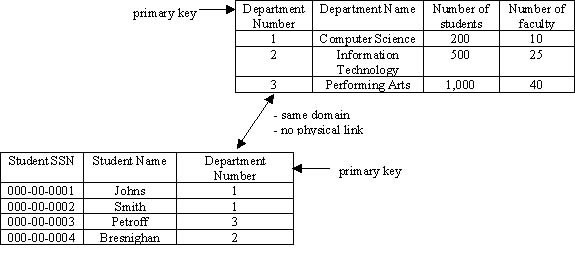 primary key
Department Number Department Name Number of students Number of faculty
1 Computer Science 200 10
2 Information Technology 500 25
3 Performing Arts 1,000 40
- same domain
- no physical link
Student SSN Student Name Department Number
primary key
000-00-0001 Johns 1
000-00-0002 Smith 1
000-00-0003 Petroff 3
000-00-0004 Bresnighan 2